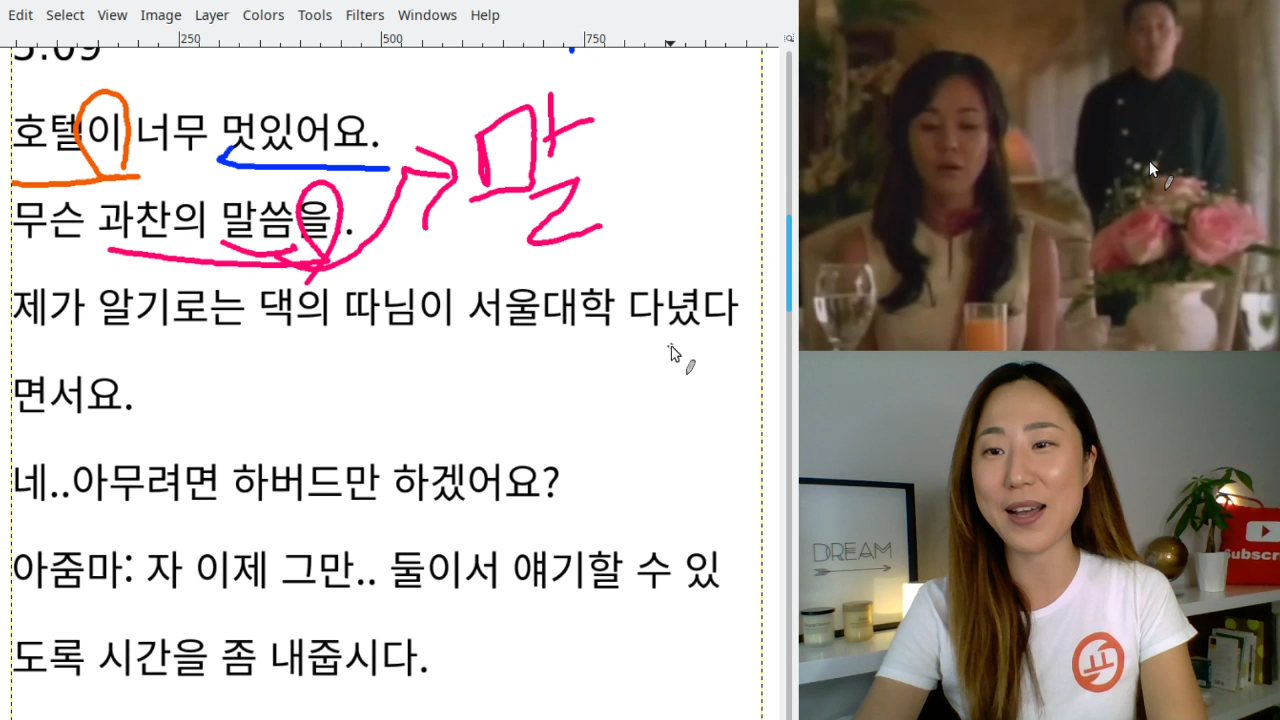 Edit Select View Image Layer Colors Tools Filters Windows Help
250 500 750
5:09
호텔이 너무 멋있어요.
무슨 과찬의 말씀을..
말
제가 알기로는 댁의 따님이 서울대학 다녔다
면서요.
네..아무려면 하버드만 하겠어요?
아줌마: 자 이제 그만.. 둘이서 얘기할 수 있
도록 시간을 좀 내줍시다.
DREAM
Subscr